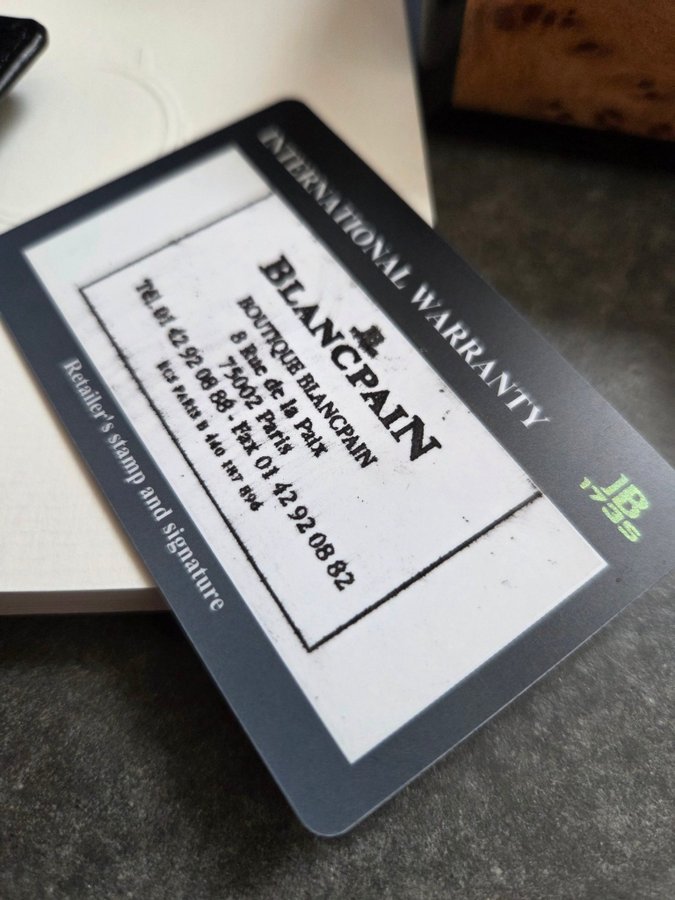 INTERNATIONAL WARRANTY
JB
1735
BLANCPAIN
BOUTIQUE BLANCPAIN
8 Rue de la Paix
75002 Paris
Tél. 01 42 92 08 88 - Fax 01 42 92 08 82
RCS PARIS B 440 187 896
Retailer's stamp and signature